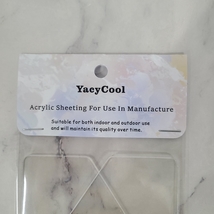 YacyCool
Acrylic Sheeting For Use In Manufacture
Suitable for both indoor and outdoor use
and will maintain its quality over time.